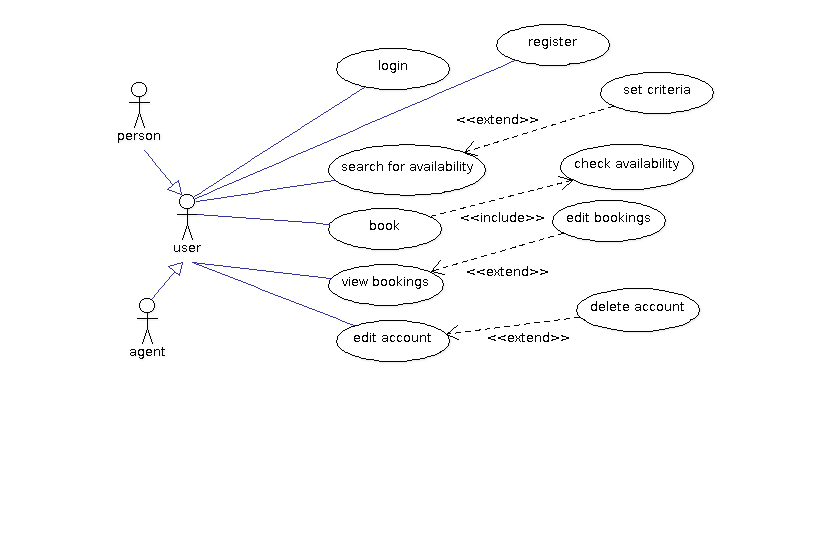 register
login
set criteria
<<extend>>
person
search for availability
check availability
<<include>>
edit bookings
book
user
<<extend>>
view bookings
delete account
edit account
<<extend>>
agent